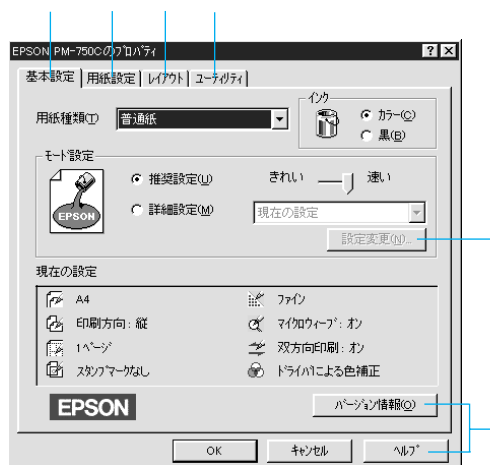 EPSON PM-750Cのプロパティ
基本設定 用紙設定 レイアウト ユーティリティ
用紙種類(T) 普通紙
インク
カラー(C)
黒(B)
モード設定
EPSON
推奨設定(U)
きれい 速い
詳細設定(M)
現在の設定
設定変更(N)...
現在の設定
A4 ファイン
印刷方向:縦 マイクロウィーブ:オン
1ページ 双方向印刷:オン
スタンプマークなし ドライバによる色補正
EPSON
バージョン情報(O)
OK キャンセル ヘルプ